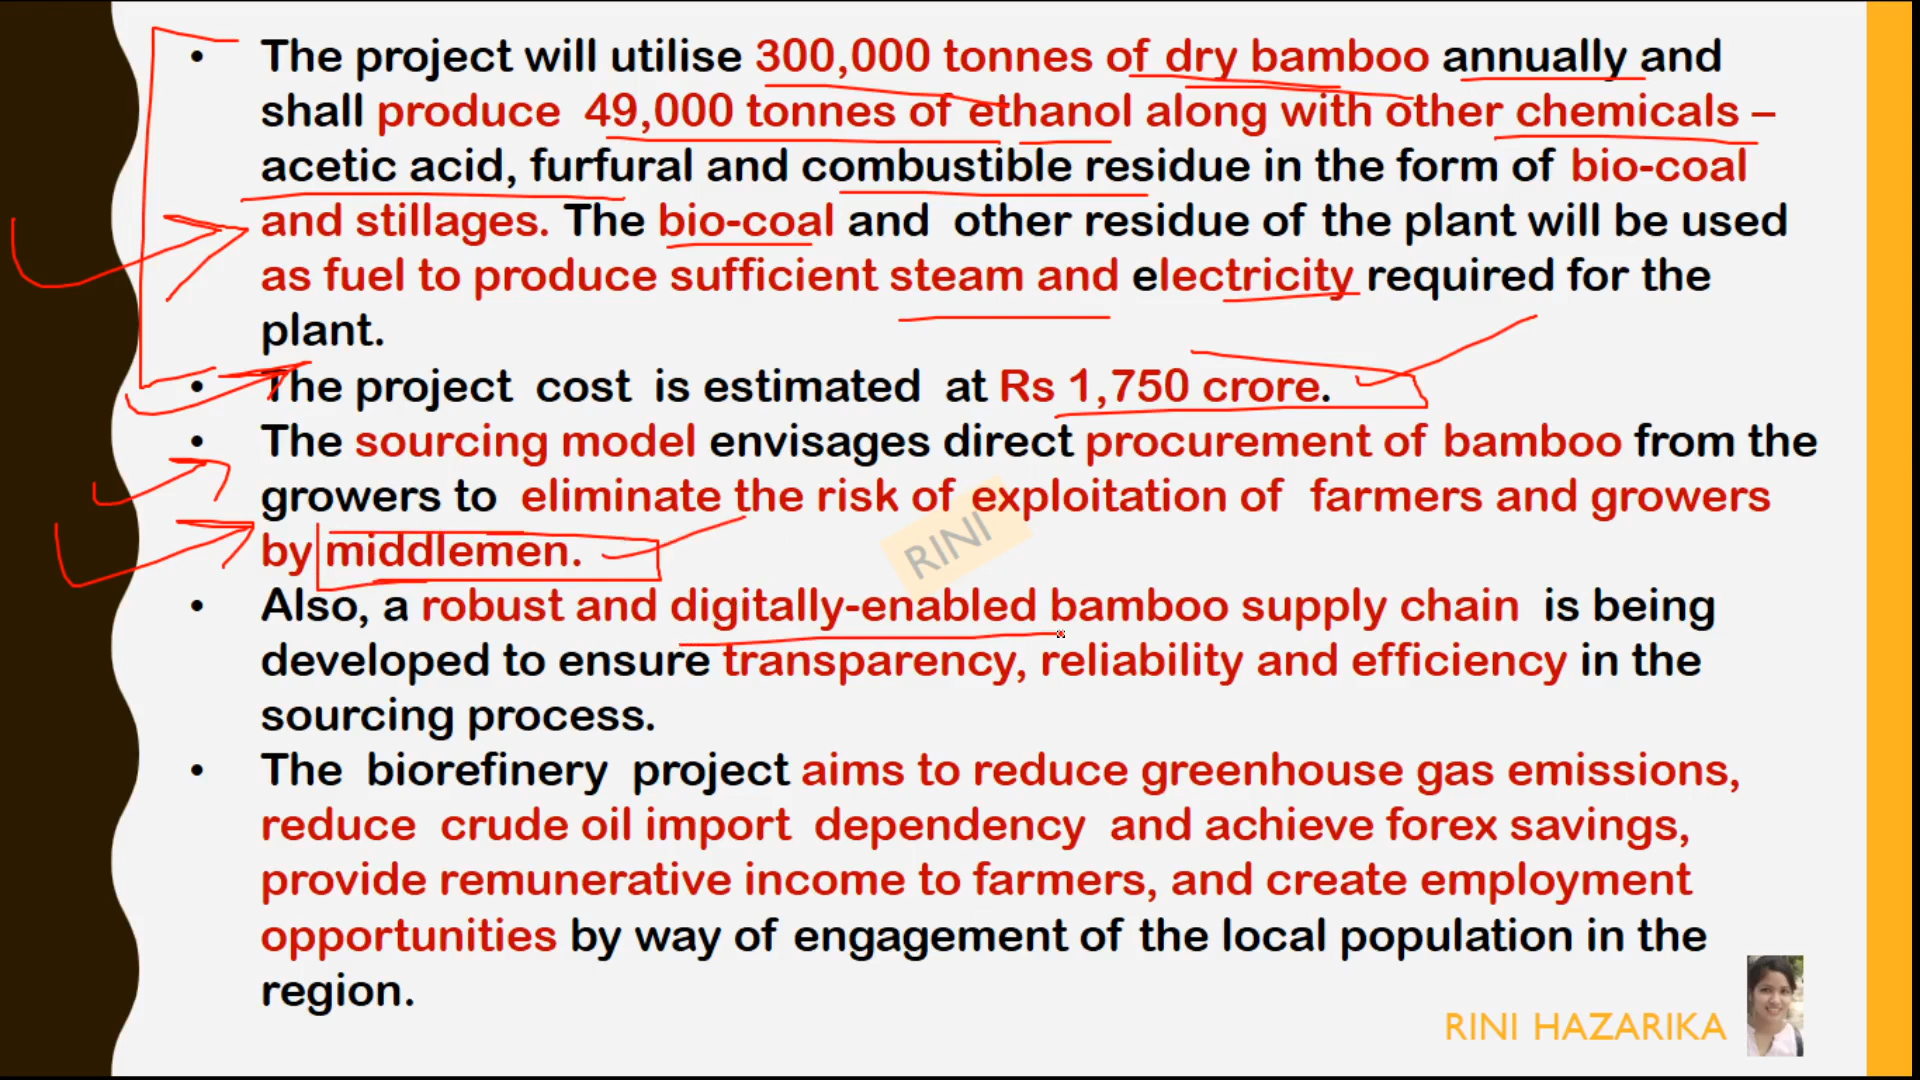 • The project will utilise 300,000 tonnes of dry bamboo annually and
shall produce 49,000 tonnes of ethanol along with other chemicals –
acetic acid, furfural and combustible residue in the form of bio-coal
and stillages. The bio-coal and other residue of the plant will be used
as fuel to produce sufficient steam and electricity required for the
plant.
• The project cost is estimated at Rs 1,750 crore.
• The sourcing model envisages direct procurement of bamboo from the
growers to eliminate the risk of exploitation of farmers and growers
by middlemen.
RINI
• Also, a robust and digitally-enabled bamboo supply chain is being
developed to ensure transparency, reliability and efficiency in the
sourcing process.
• The biorefinery project aims to reduce greenhouse gas emissions,
reduce crude oil import dependency and achieve forex savings,
provide remunerative income to farmers, and create employment
opportunities by way of engagement of the local population in the
region.
RINI HAZARIKA